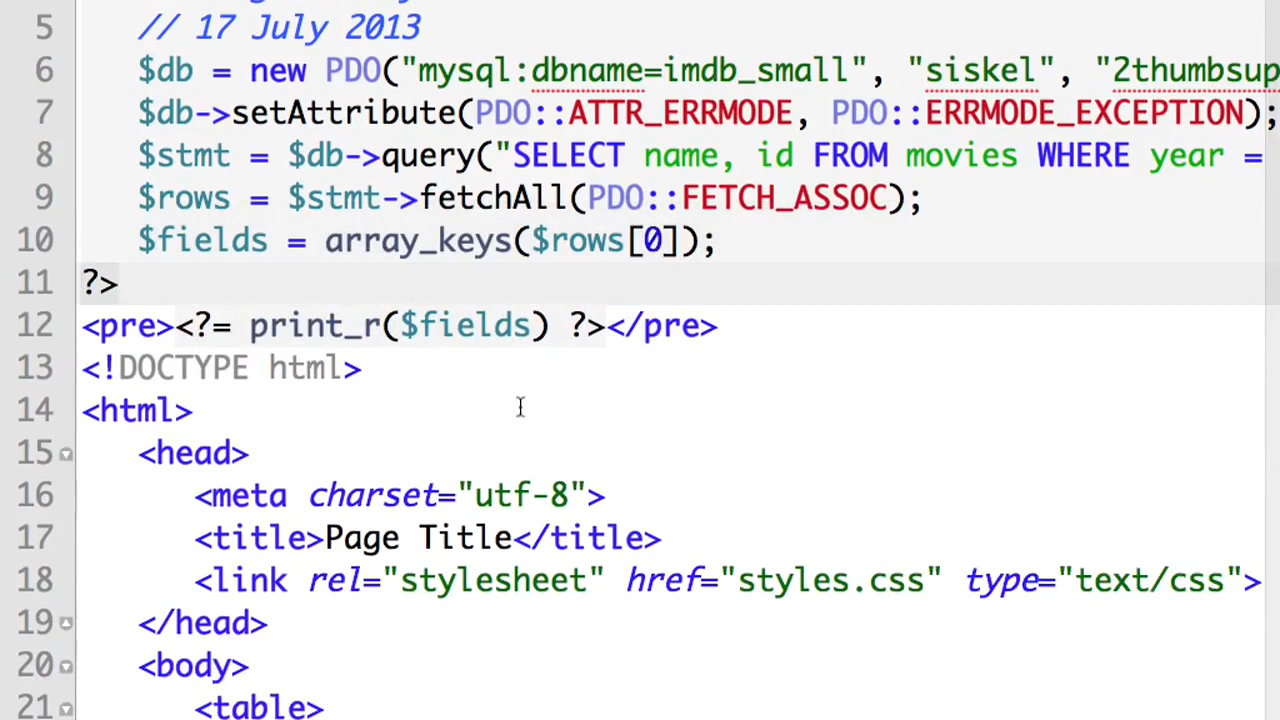 5 // 17 July 2013
6 $db = new PDO("mysql:dbname=imdb_small", "siskel", "2thumbsup
7 $db->setAttribute(PDO::ATTR_ERRMODE, PDO::ERRMODE_EXCEPTION);
8 $stmt = $db->query("SELECT name, id FROM movies WHERE year =
9 $rows = $stmt->fetchAll(PDO::FETCH_ASSOC);
10 $fields = array_keys($rows[0]);
11 ?>
12 <pre><?= print_r($fields) ?></pre>
13 <!DOCTYPE html>
14 <html>
15 <head>
16 <meta charset="utf-8">
17 <title>Page Title</title>
18 <link rel="stylesheet" href="styles.css" type="text/css">
19 </head>
20 <body>
21 <table>